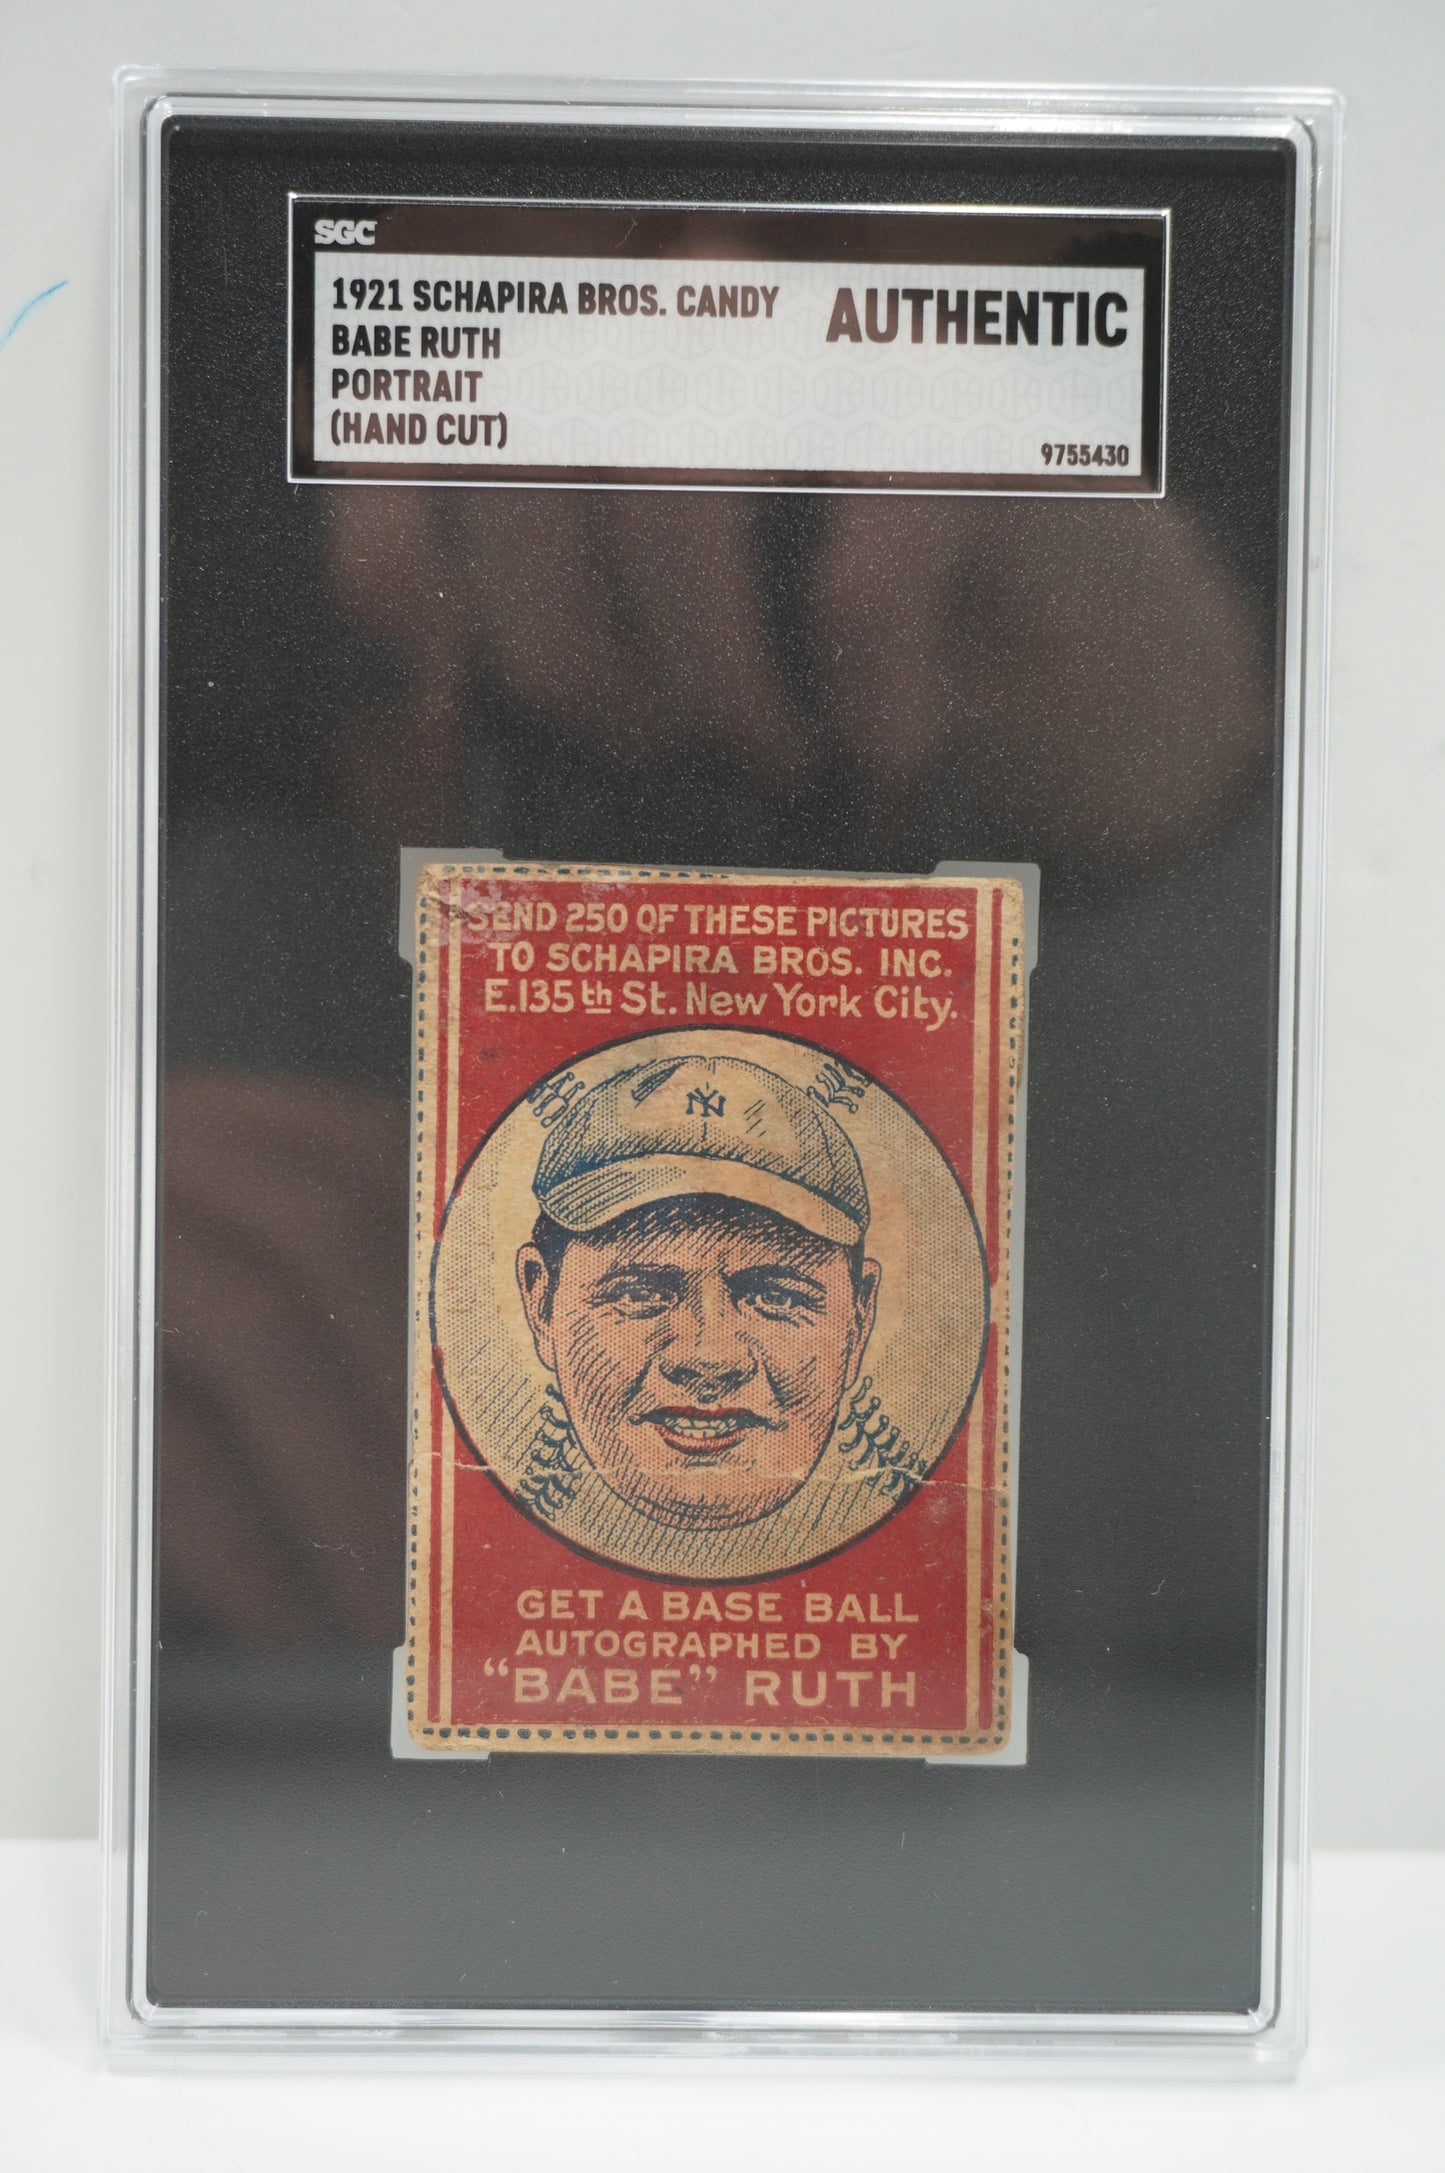 SGC
1921 SCHAPIRA BROS. CANDY
BABE RUTH
PORTRAIT
(HAND CUT)
AUTHENTIC
9755430
SEND 250 OF THESE PICTURES
TO SCHAPIRA BROS. INC.
E.135th St. New York City.
NY
GET A BASE BALL
AUTOGRAPHED BY
"BABE" RUTH